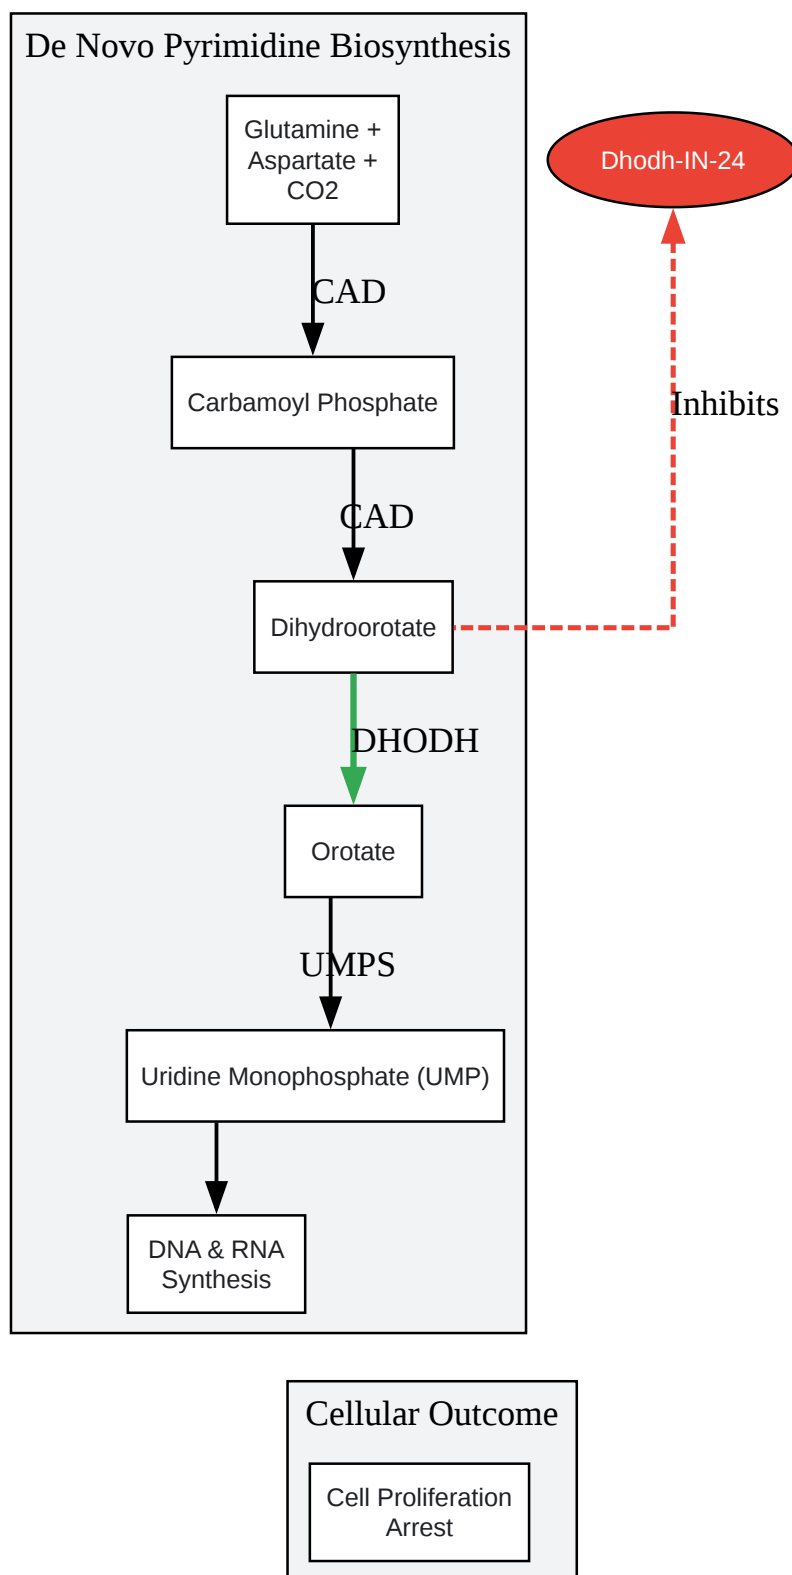 De Novo Pyrimidine Biosynthesis
Glutamine +
Aspartate +
CO2
Dhodh-IN-24
CAD
Carbamoyl Phosphate
Inhibits
CAD
Dihydroorotate
DHODH
Orotate
UMPS
Uridine Monophosphate (UMP)
DNA & RNA
Synthesis
Cellular Outcome
Cell Proliferation
Arrest